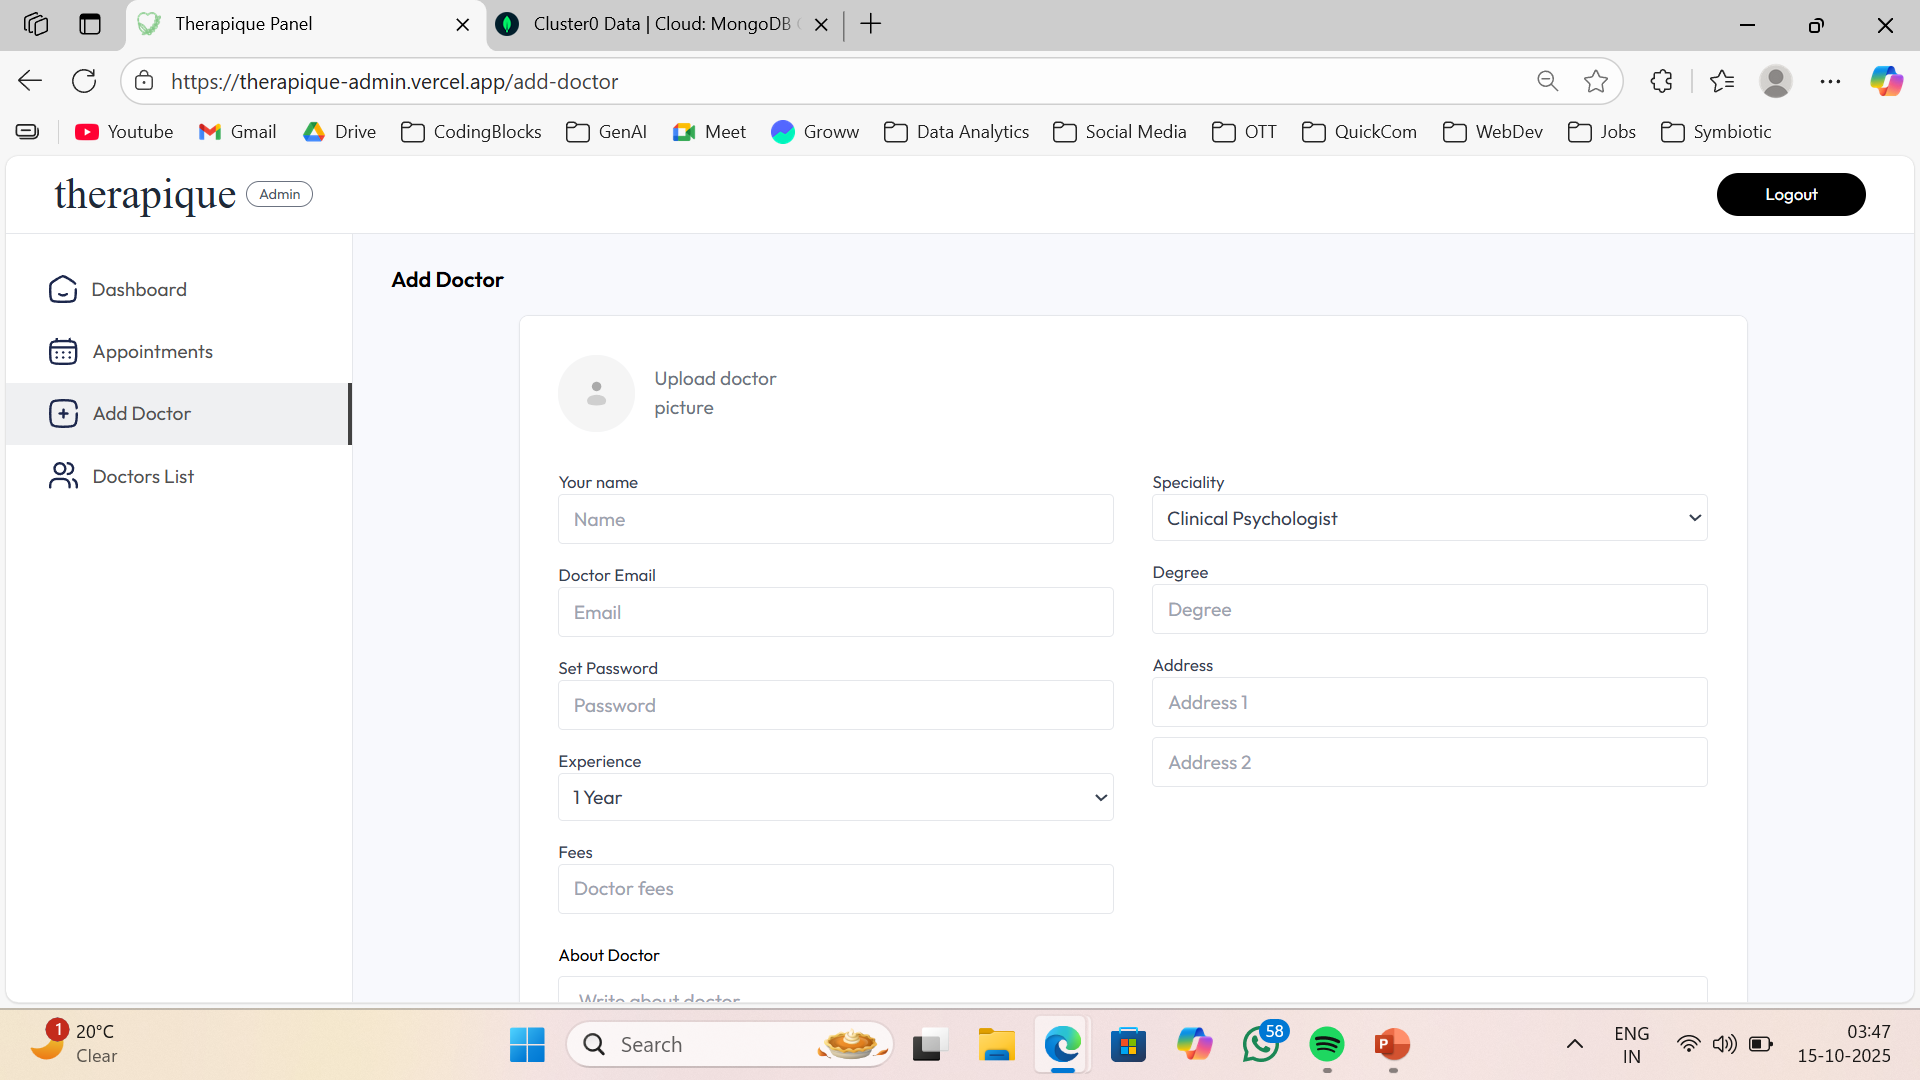 Therapique Panel
Cluster0 Data | Cloud: MongoDB
https://therapique-admin.vercel.app/add-doctor
Youtube
Gmail
Drive
CodingBlocks
GenAI
Meet
Groww
Data Analytics
Social Media
OTT
QuickCom
WebDev
Jobs
Symbiotic
therapique
Admin
Logout
Dashboard
Appointments
Add Doctor
Doctors List
Add Doctor
Upload doctor
picture
Your name
Name
Speciality
Clinical Psychologist
Doctor Email
Email
Degree
Degree
Set Password
Password
Address
Address 1
Address 2
Experience
1 Year
Fees
Doctor fees
About Doctor
Write about doctor
1
20°C
Clear
Search
58
P
ENG
IN
03:47
15-10-2025